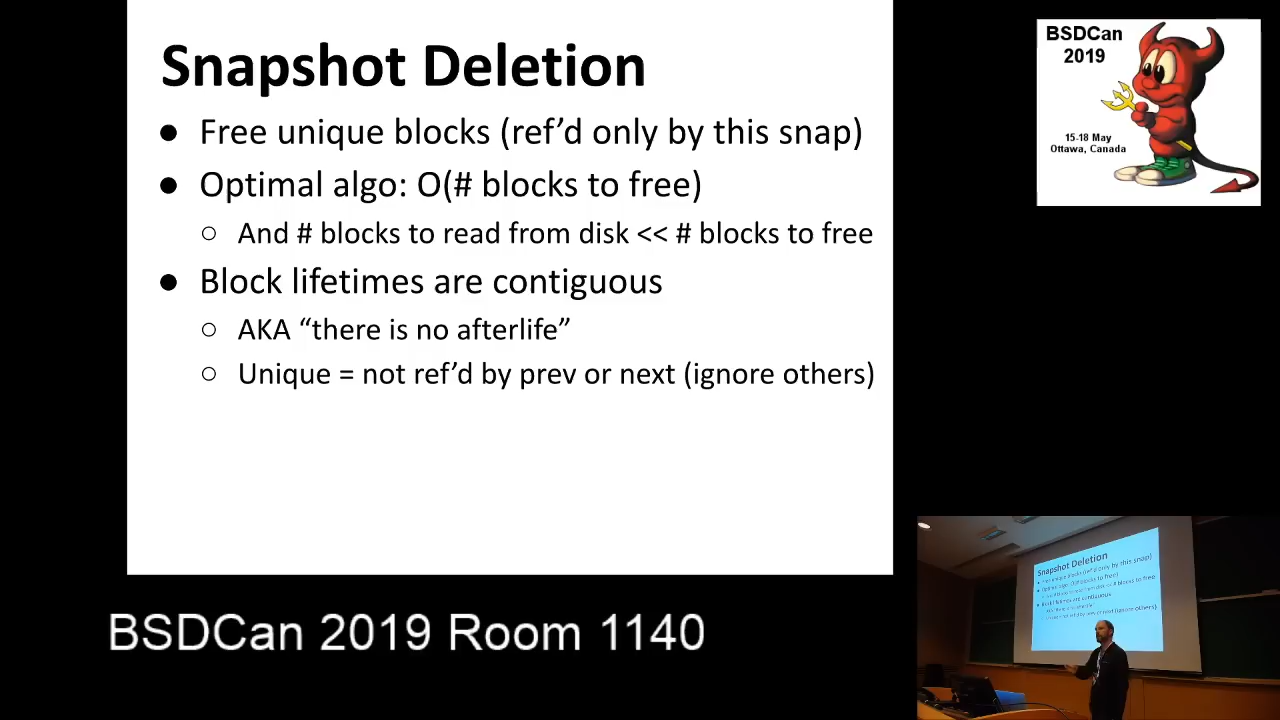 Snapshot Deletion
● Free unique blocks (ref’d only by this snap)
● Optimal algo: O(# blocks to free)
○ And # blocks to read from disk << # blocks to free
● Block lifetimes are contiguous
○ AKA “there is no afterlife”
○ Unique = not ref’d by prev or next (ignore others)
BSDCan
2019
15-18 May
Ottawa, Canada
BSDCan 2019 Room 1140
Snapshot Deletion